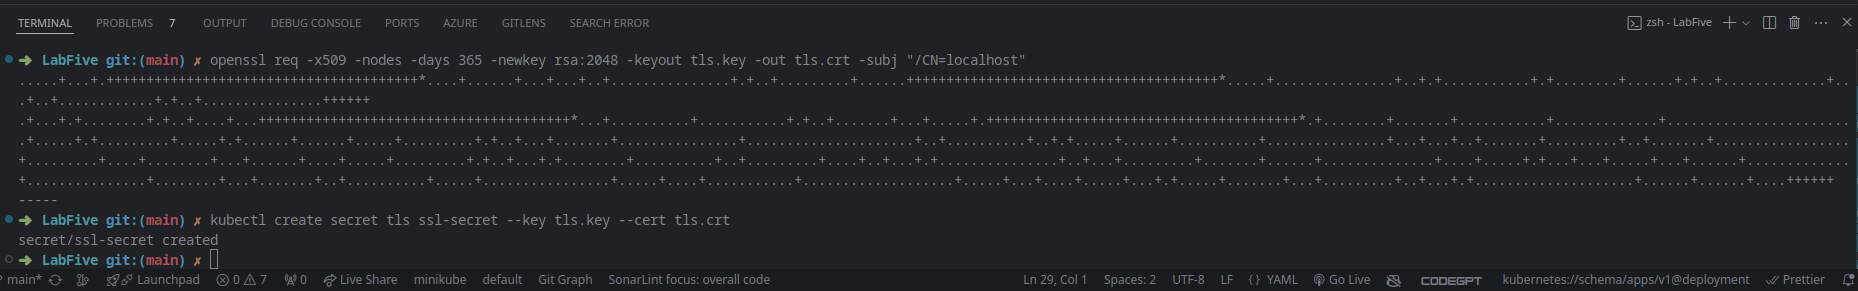 TERMINAL PROBLEMS 7 OUTPUT DEBUG CONSOLE PORTS AZURE GITLENS SEARCH ERROR zsh - LabFive
➜ LabFive git:(main) ✗ openssl req -x509 -nodes -days 365 -newkey rsa:2048 -keyout tls.key -out tls.crt -subj "/CN=localhost"
-----
➜ LabFive git:(main) ✗ kubectl create secret tls ssl-secret --key tls.key --cert tls.crt
secret/ssl-secret created
➜ LabFive git:(main) ✗
main* Launchpad 0 7 0 Live Share minikube default Git Graph SonarLint focus: overall code Ln 29, Col 1 Spaces: 2 UTF-8 LF {} YAML Go Live CODEGPT kubernetes://schema/apps/v1@deployment Prettier